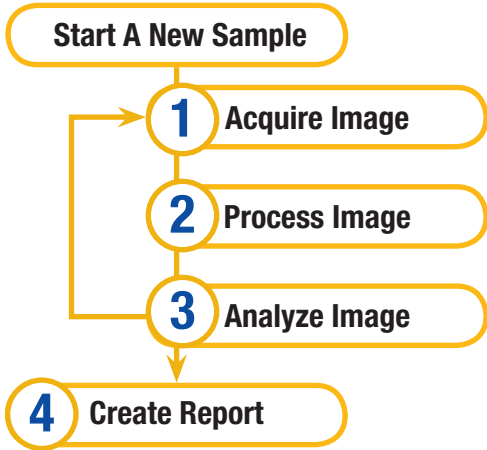 Start A New Sample
1 Acquire Image
2 Process Image
3 Analyze Image
4 Create Report